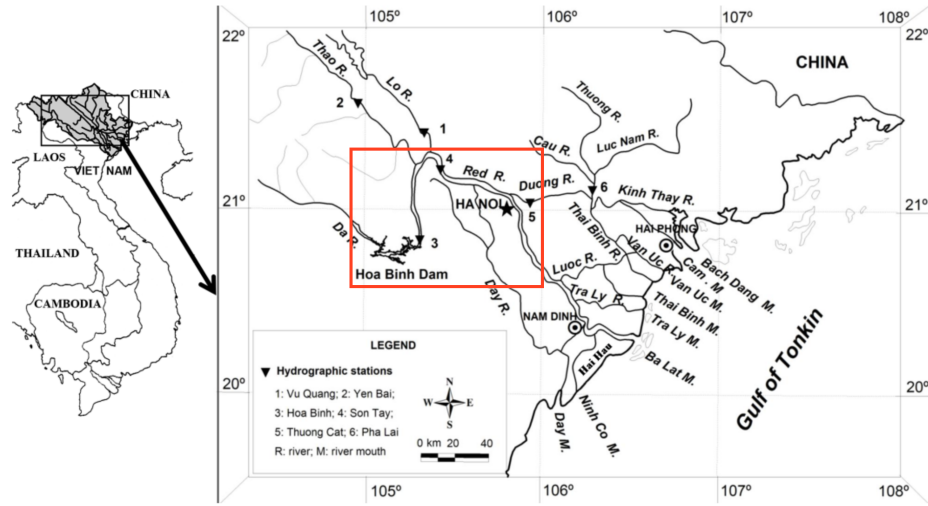 CHINA
LAOS
VIET NAM
THAILAND
CAMBODIA
105°
106°
107°
108°
22°
22°
Thao R.
Lo R.
CHINA
2
1
Thuong R.
Cau R.
Luc Nam R.
4
Red R.
Duong R.
6
Kinh Thay R.
21°
21°
HA NOI
5
Thai Binh R.
HAI PHONG
Da R.
3
Hoa Binh Dam
Van Uc R.
Cam . M
Bach Dang M.
Luoc R.
Van Uc M.
Day R.
Tra Ly R.
Thai Binh M.
NAM DINH
Tra Ly M.
Hai Hau
Ba Lat M.
Gulf of Tonkin
20°
20°
Day M.
Ninh Co M.
LEGEND
Hydrographic stations
1: Vu Quang; 2: Yen Bai;
3: Hoa Binh; 4: Son Tay;
5: Thuong Cat; 6: Pha Lai
R: river; M: river mouth
N
W E
S
0 km 20 40
105°
106°
107°
108°